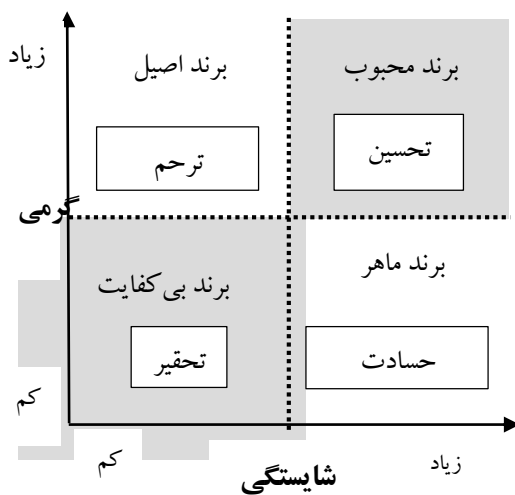 زیاد
برند اصیل
برند محبوب
ترحم
تحسین
گرمی
برند بی‌کفایت
برند ماهر
تحقیر
حسادت
کم
کم
زیاد
شایستگی